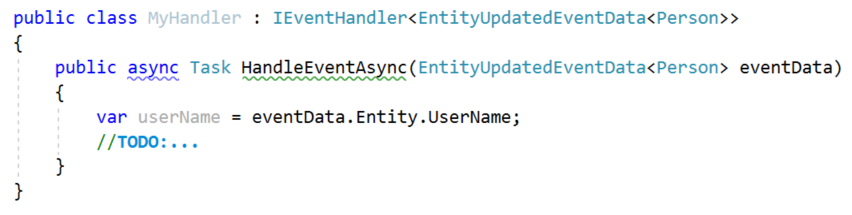 public class MyHandler : IEventHandler<EntityUpdatedEventData<Person>>
{
    public async Task HandleEventAsync(EntityUpdatedEventData<Person> eventData)
    {
        var userName = eventData.Entity.UserName;
        //TODO:...
    }
}